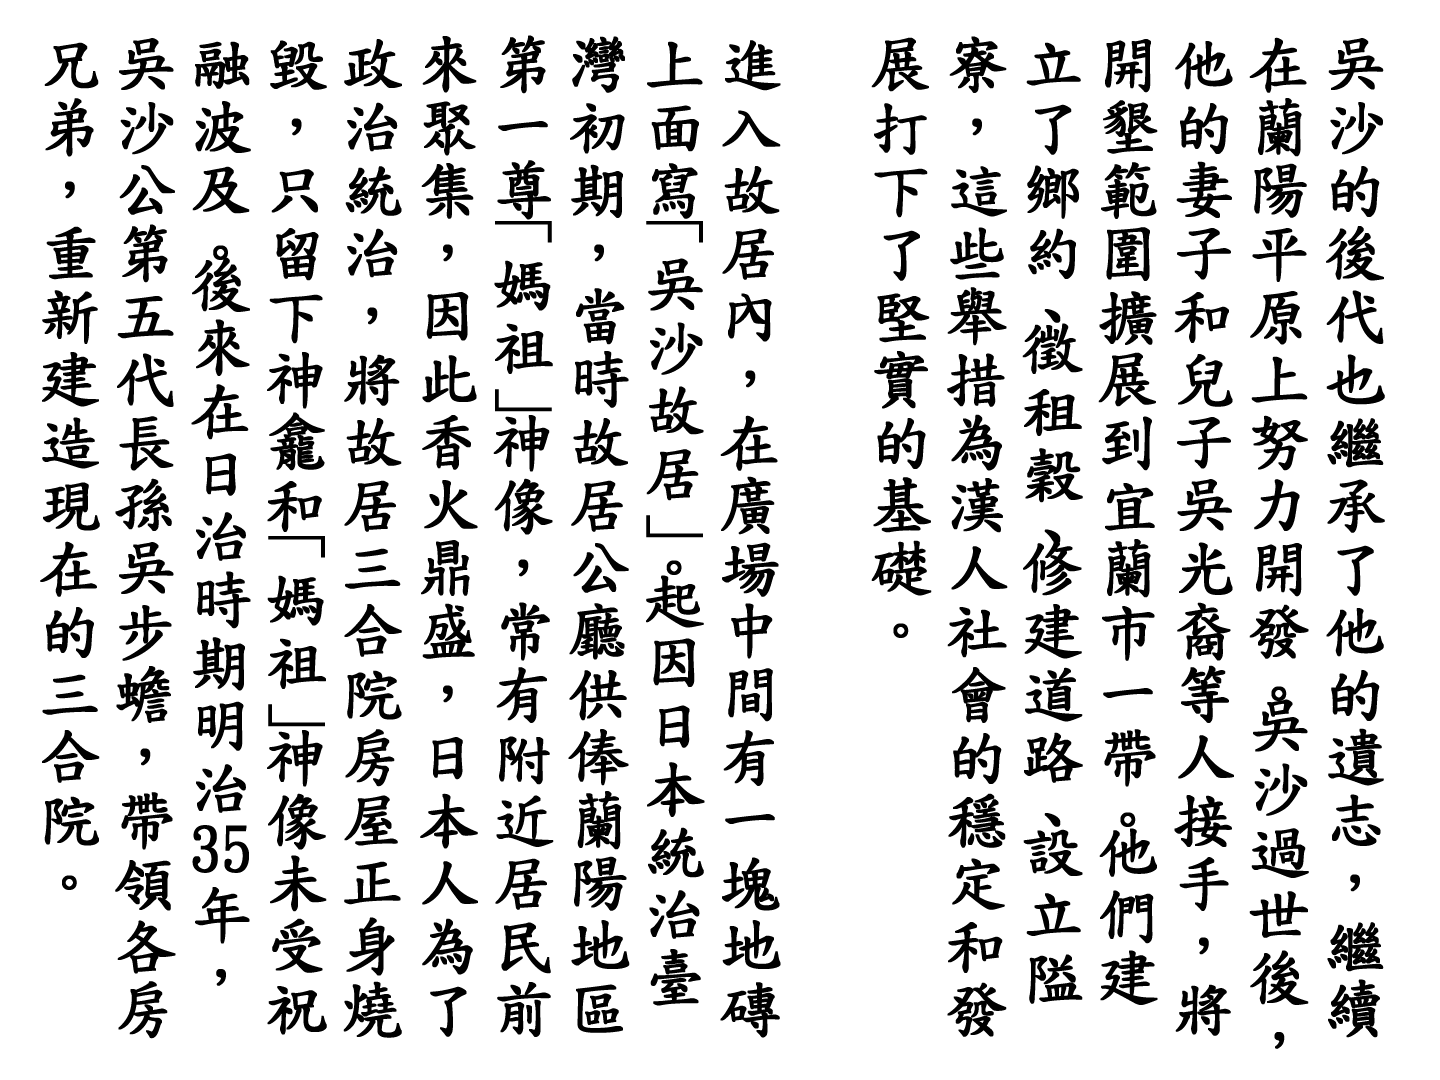 吳沙的後代也繼承了他的遺志，繼續
在蘭陽平原上努力開發。吳沙過世後，
他的妻子和兒子吳光裔等人接手，將
開墾範圍擴展到宜蘭市一帶。他們建
立了鄉約、徵租穀、修建道路、設立隘
寮，這些舉措為漢人社會的穩定和發
展打下了堅實的基礎。
進入故居內，在廣場中間有一塊地磚
上面寫「吳沙故居」。起因日本統治臺
灣初期，當時故居公廳供俸蘭陽地區
第一尊「媽祖」神像，常有附近居民前
來聚集，因此香火鼎盛，日本人為了
政治統治，將故居三合院房屋正身燒
毀，只留下神龕和「媽祖」神像未受祝
融波及。後來在日治時期明治35年，
吳沙公第五代長孫吳步蟾，帶領各房
兄弟，重新建造現在的三合院。